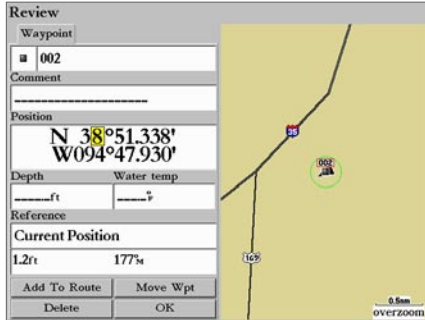 Review
Waypoint
002
Comment
--------------------
Position
N 38°51.338'
W094°47.930'
Depth Water temp
-----ft -----°F
Reference
Current Position
1.2ft 177°M
Add To Route Move Wpt
Delete OK
35
002
169
0.5nm
overzoom